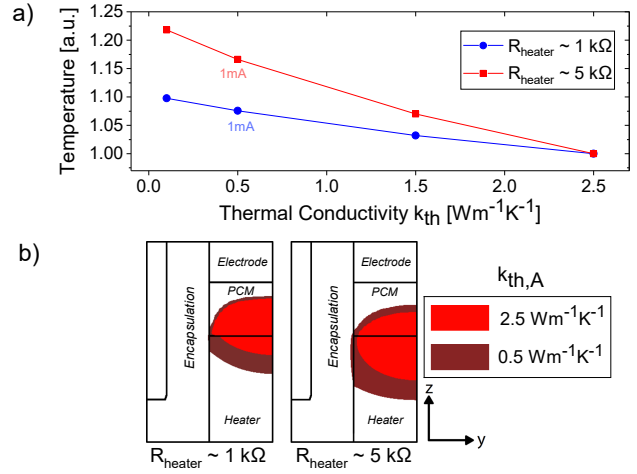 a)
Temperature [a.u.]
1.25
1.20
1.15
1.10
1.05
1.00
1mA
1mA
R_heater ~ 1 kΩ
R_heater ~ 5 kΩ
0.0 0.5 1.0 1.5 2.0 2.5
Thermal Conductivity k_th [Wm⁻¹K⁻¹]
b)
Encapsulation
Electrode
PCM
Heater
R_heater ~ 1 kΩ
Encapsulation
Electrode
PCM
Heater
R_heater ~ 5 kΩ
k_th,A
2.5 Wm⁻¹K⁻¹
0.5 Wm⁻¹K⁻¹
z
y